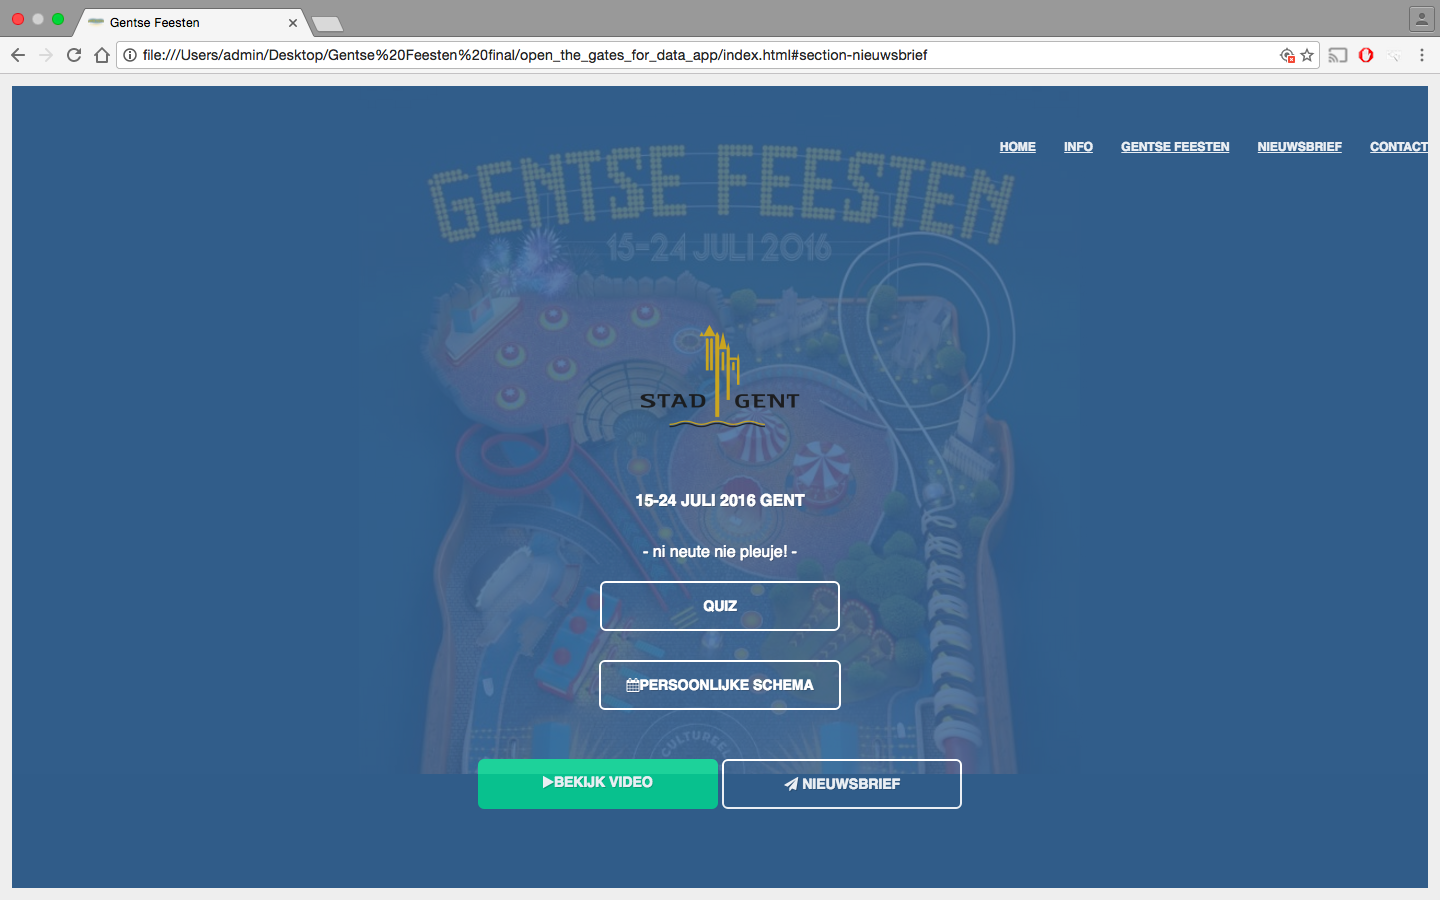 Gentse Feesten
file:///Users/admin/Desktop/Gentse%20Feesten%20final/open_the_gates_for_data_app/index.html#section-nieuwsbrief
HOME INFO GENTSE FEESTEN NIEUWSBRIEF CONTACT
GENTSE FEESTEN
15-24 JULI 2016
STAD GENT
15-24 JULI 2016 GENT
- ni neute nie pleuje! -
QUIZ
PERSOONLIJKE SCHEMA
CULTUREEL
BEKIJK VIDEO
NIEUWSBRIEF